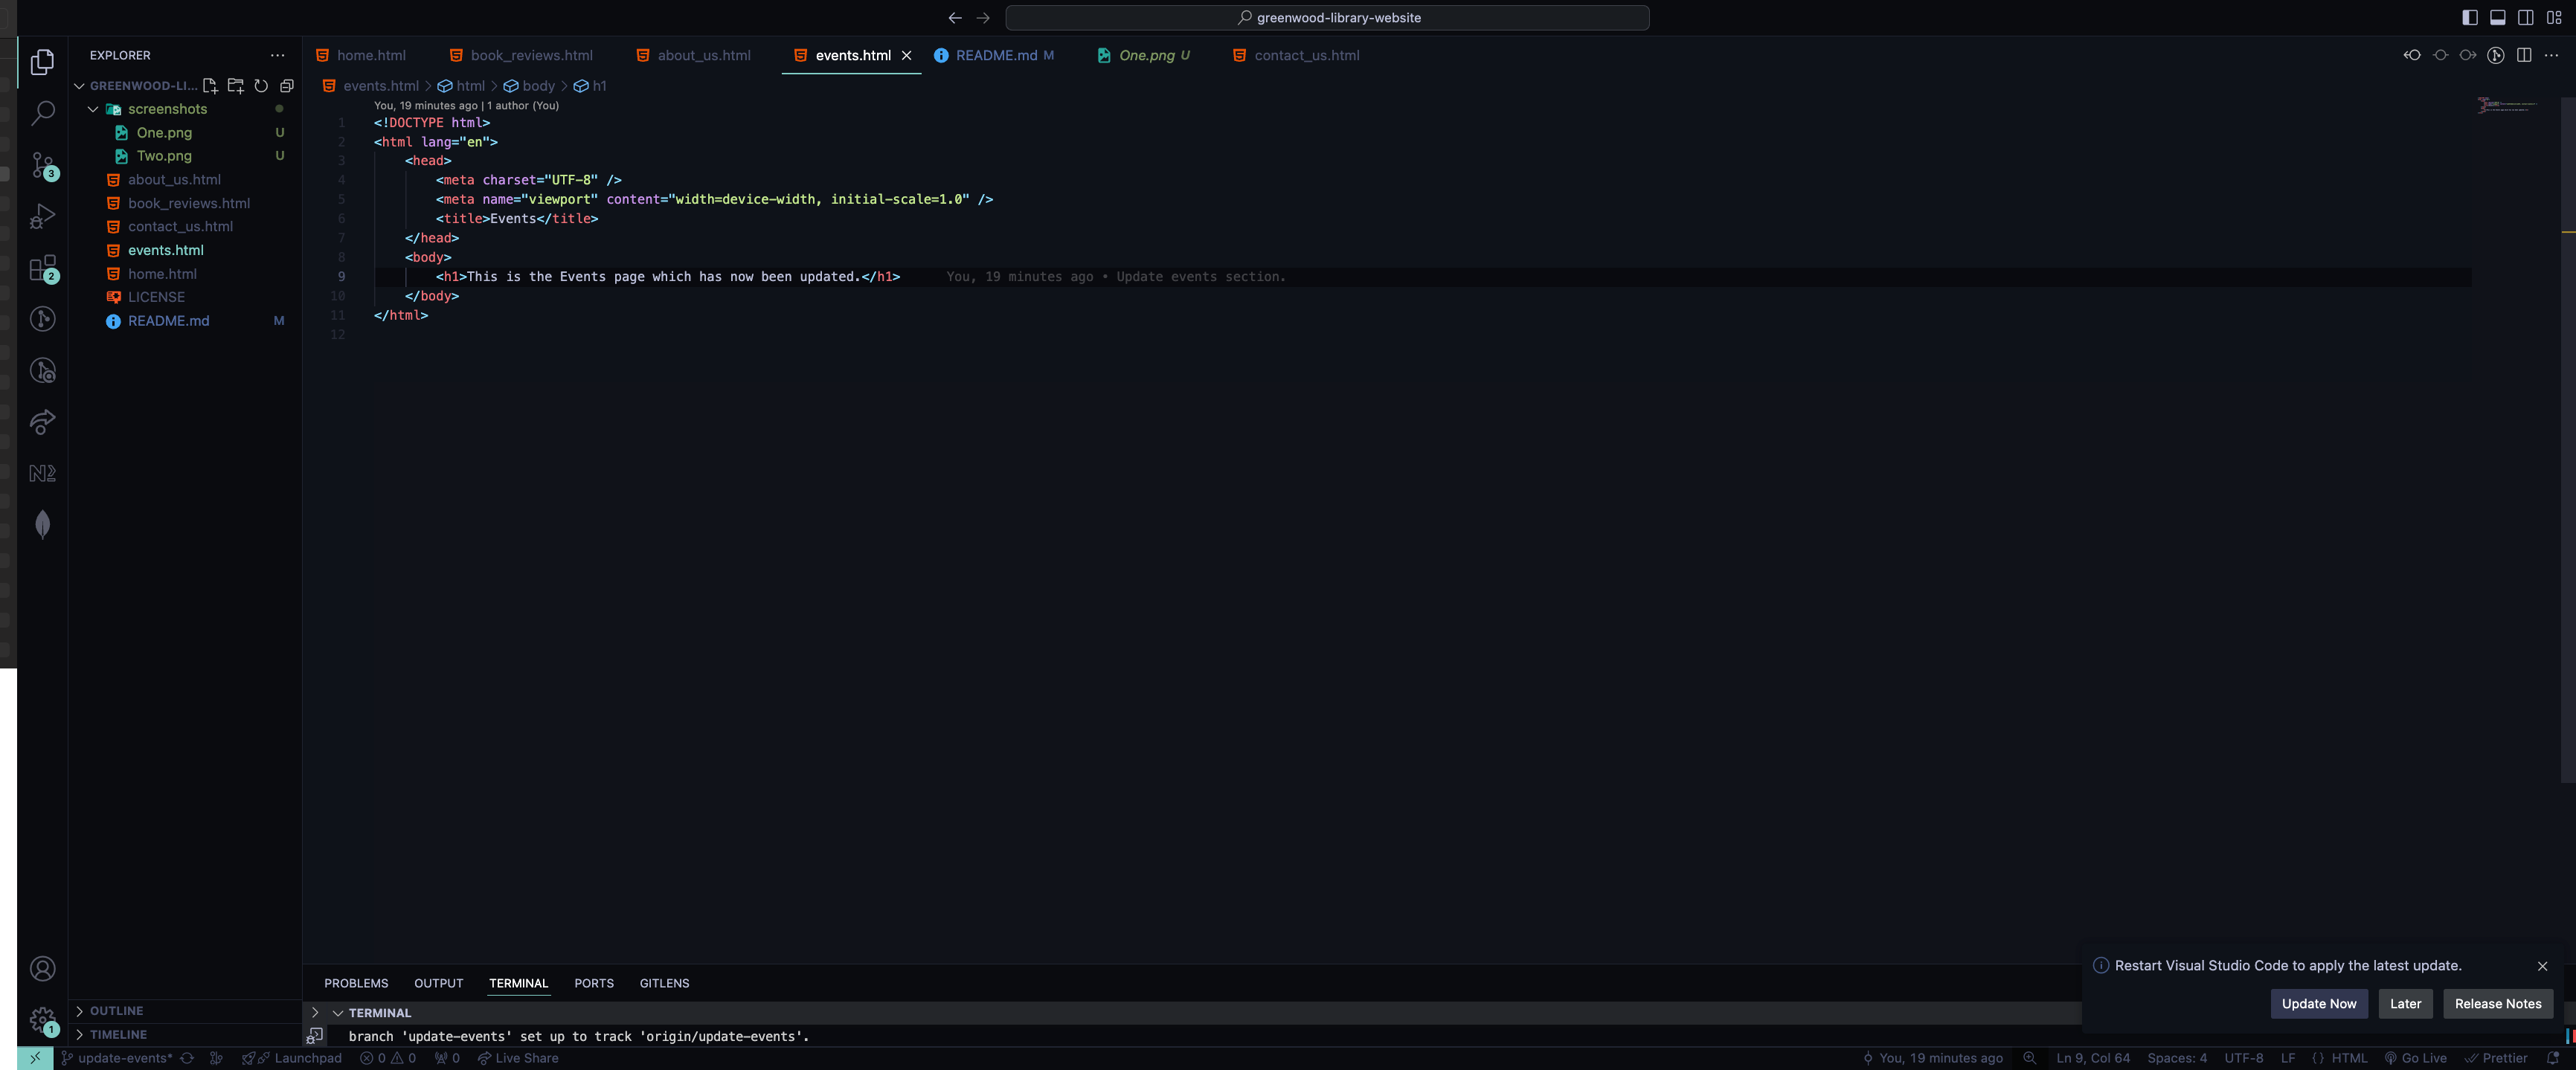 greenwood-library-website
EXPLORER
GREENWOOD-LI...
screenshots
One.png U
Two.png U
about_us.html
book_reviews.html
contact_us.html
events.html
home.html
LICENSE
README.md M
OUTLINE
TIMELINE
3
2
1
home.html
book_reviews.html
about_us.html
events.html
README.md M
One.png U
contact_us.html
events.html > html > body > h1
You, 19 minutes ago | 1 author (You)
1 <!DOCTYPE html>
2 <html lang="en">
3 <head>
4 <meta charset="UTF-8" />
5 <meta name="viewport" content="width=device-width, initial-scale=1.0" />
6 <title>Events</title>
7 </head>
8 <body>
9 <h1>This is the Events page which has now been updated.</h1> You, 19 minutes ago • Update events section.
10 </body>
11 </html>
12
PROBLEMS OUTPUT TERMINAL PORTS GITLENS
TERMINAL
branch 'update-events' set up to track 'origin/update-events'.
Restart Visual Studio Code to apply the latest update.
Update Now Later Release Notes
update-events* Launchpad 0 0 0 Live Share You, 19 minutes ago Ln 9, Col 64 Spaces: 4 UTF-8 LF {} HTML Go Live Prettier